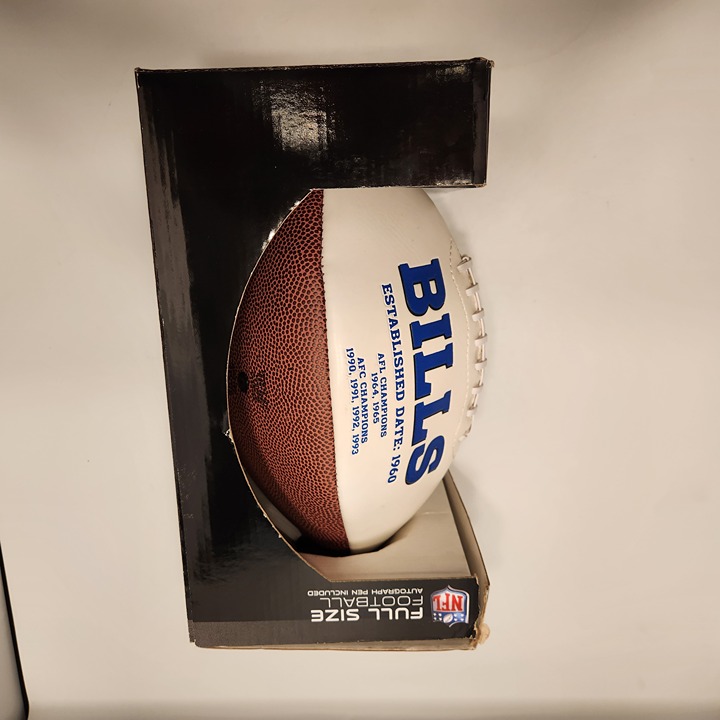 BILLS
ESTABLISHED DATE: 1960
AFL CHAMPIONS
1964, 1965
AFC CHAMPIONS
1990, 1991, 1992, 1993
NFL
FULL SIZE
FOOTBALL
AUTOGRAPH PEN INCLUDED